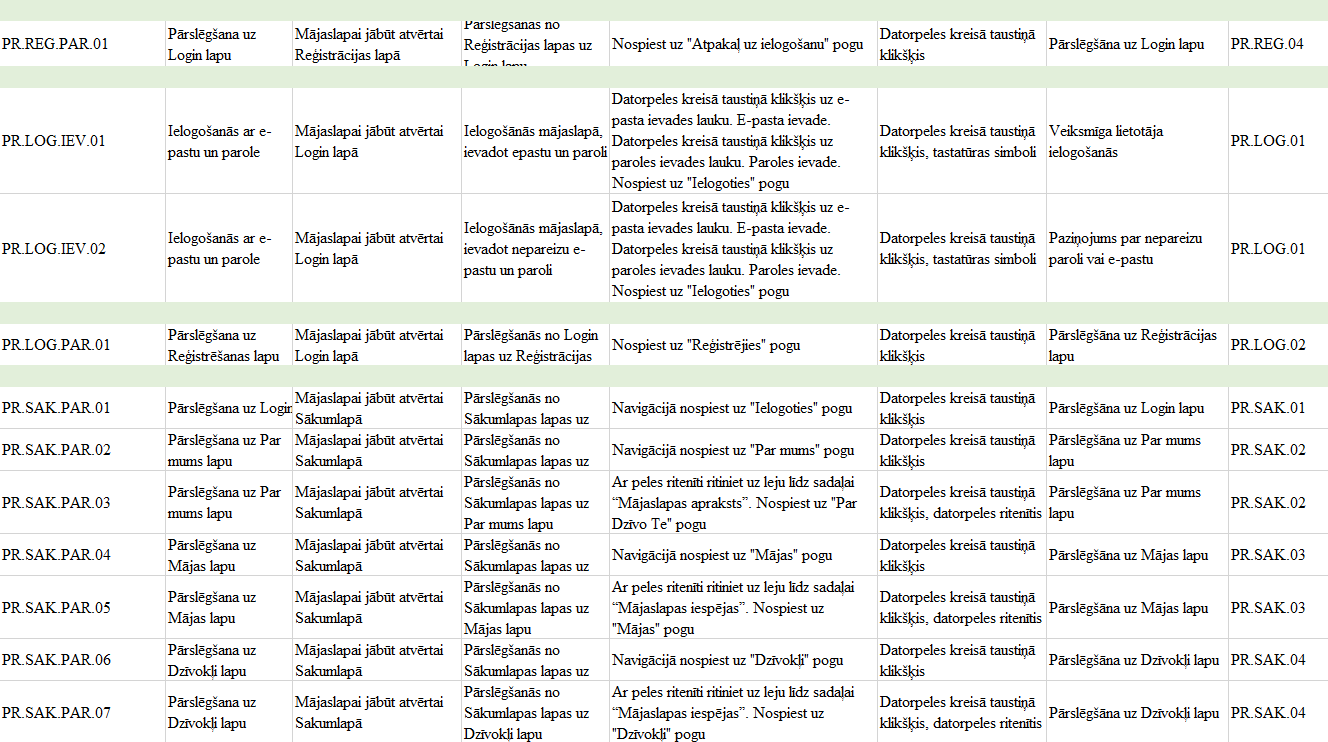 PR.REG.PAR.01
Pārslēgšana uz
Login lapu
Mājaslapai jābūt atvērtai
Reģistrācijas lapā
Pārslēgšanās no
Reģistrācijas lapas uz
Login lapu
Nospiest uz "Atpakaļ uz ielogošanu" pogu
Datorpeles kreisā taustiņā
klikšķis
Pārslēgšāna uz Login lapu
PR.REG.04
PR.LOG.IEV.01
Ielogošanās ar e-
pastu un parole
Mājaslapai jābūt atvērtai
Login lapā
Ielogošānās mājaslapā,
ievadot epastu un paroli
Datorpeles kreisā taustiņā klikšķis uz e-
pasta ievades lauku. E-pasta ievade.
Datorpeles kreisā taustiņā klikšķis uz
paroles ievades lauku. Paroles ievade.
Nospiest uz "Ielogoties" pogu
Datorpeles kreisā taustiņā
klikšķis, tastatūras simboli
Veiksmīga lietotāja
ielogošanās
PR.LOG.01
PR.LOG.IEV.02
Ielogošanās ar e-
pastu un parole
Mājaslapai jābūt atvērtai
Login lapā
Ielogošānās mājaslapā,
ievadot nepareizu e-
pastu un paroli
Datorpeles kreisā taustiņā klikšķis uz e-
pasta ievades lauku. E-pasta ievade.
Datorpeles kreisā taustiņā klikšķis uz
paroles ievades lauku. Paroles ievade.
Nospiest uz "Ielogoties" pogu
Datorpeles kreisā taustiņā
klikšķis, tastatūras simboli
Paziņojums par nepareizu
paroli vai e-pastu
PR.LOG.01
PR.LOG.PAR.01
Pārslēgšana uz
Reģistrēšanas lapu
Mājaslapai jābūt atvērtai
Login lapā
Pārslēgšanās no Login
lapas uz Reģistrācijas
Nospiest uz "Reģistrējies" pogu
Datorpeles kreisā taustiņā
klikšķis
Pārslēgšāna uz Reģistrācijas
lapu
PR.LOG.02
PR.SAK.PAR.01
Pārslēgšana uz Login
Mājaslapai jābūt atvērtai
Sākumlapā
Pārslēgšanās no
Sākumlapas lapas uz
Navigācijā nospiest uz "Ielogoties" pogu
Datorpeles kreisā taustiņā
klikšķis
Pārslēgšāna uz Login lapu
PR.SAK.01
PR.SAK.PAR.02
Pārslēgšana uz Par
mums lapu
Mājaslapai jābūt atvērtai
Sakumlapā
Pārslēgšanās no
Sākumlapas lapas uz
Navigācijā nospiest uz "Par mums" pogu
Datorpeles kreisā taustiņā
klikšķis
Pārslēgšāna uz Par mums
lapu
PR.SAK.02
PR.SAK.PAR.03
Pārslēgšana uz Par
mums lapu
Mājaslapai jābūt atvērtai
Sakumlapā
Pārslēgšanās no
Sākumlapas lapas uz
Par mums lapu
Ar peles ritenīti ritiniet uz leju līdz sadaļai
“Mājaslapas apraksts”. Nospiest uz "Par
Dzīvo Te" pogu
Datorpeles kreisā taustiņā
klikšķis, datorpeles ritenītis
Pārslēgšāna uz Par mums
lapu
PR.SAK.02
PR.SAK.PAR.04
Pārslēgšana uz
Mājas lapu
Mājaslapai jābūt atvērtai
Sakumlapā
Pārslēgšanās no
Sākumlapas lapas uz
Navigācijā nospiest uz "Mājas" pogu
Datorpeles kreisā taustiņā
klikšķis
Pārslēgšāna uz Mājas lapu
PR.SAK.03
PR.SAK.PAR.05
Pārslēgšana uz
Mājas lapu
Mājaslapai jābūt atvērtai
Sakumlapā
Pārslēgšanās no
Sākumlapas lapas uz
Mājas lapu
Ar peles ritenīti ritiniet uz leju līdz sadaļai
“Mājaslapas iespējas”. Nospiest uz
"Mājas" pogu
Datorpeles kreisā taustiņā
klikšķis, datorpeles ritenītis
Pārslēgšāna uz Mājas lapu
PR.SAK.03
PR.SAK.PAR.06
Pārslēgšana uz
Dzīvokļi lapu
Mājaslapai jābūt atvērtai
Sakumlapā
Pārslēgšanās no
Sākumlapas lapas uz
Navigācijā nospiest uz "Dzīvokļi" pogu
Datorpeles kreisā taustiņā
klikšķis
Pārslēgšāna uz Dzīvokļi lapu
PR.SAK.04
PR.SAK.PAR.07
Pārslēgšana uz
Dzīvokļi lapu
Mājaslapai jābūt atvērtai
Sakumlapā
Pārslēgšanās no
Sākumlapas lapas uz
Dzīvokļi lapu
Ar peles ritenīti ritiniet uz leju līdz sadaļai
“Mājaslapas iespējas”. Nospiest uz
"Dzīvokļi" pogu
Datorpeles kreisā taustiņā
klikšķis, datorpeles ritenītis
Pārslēgšāna uz Dzīvokļi lapu
PR.SAK.04